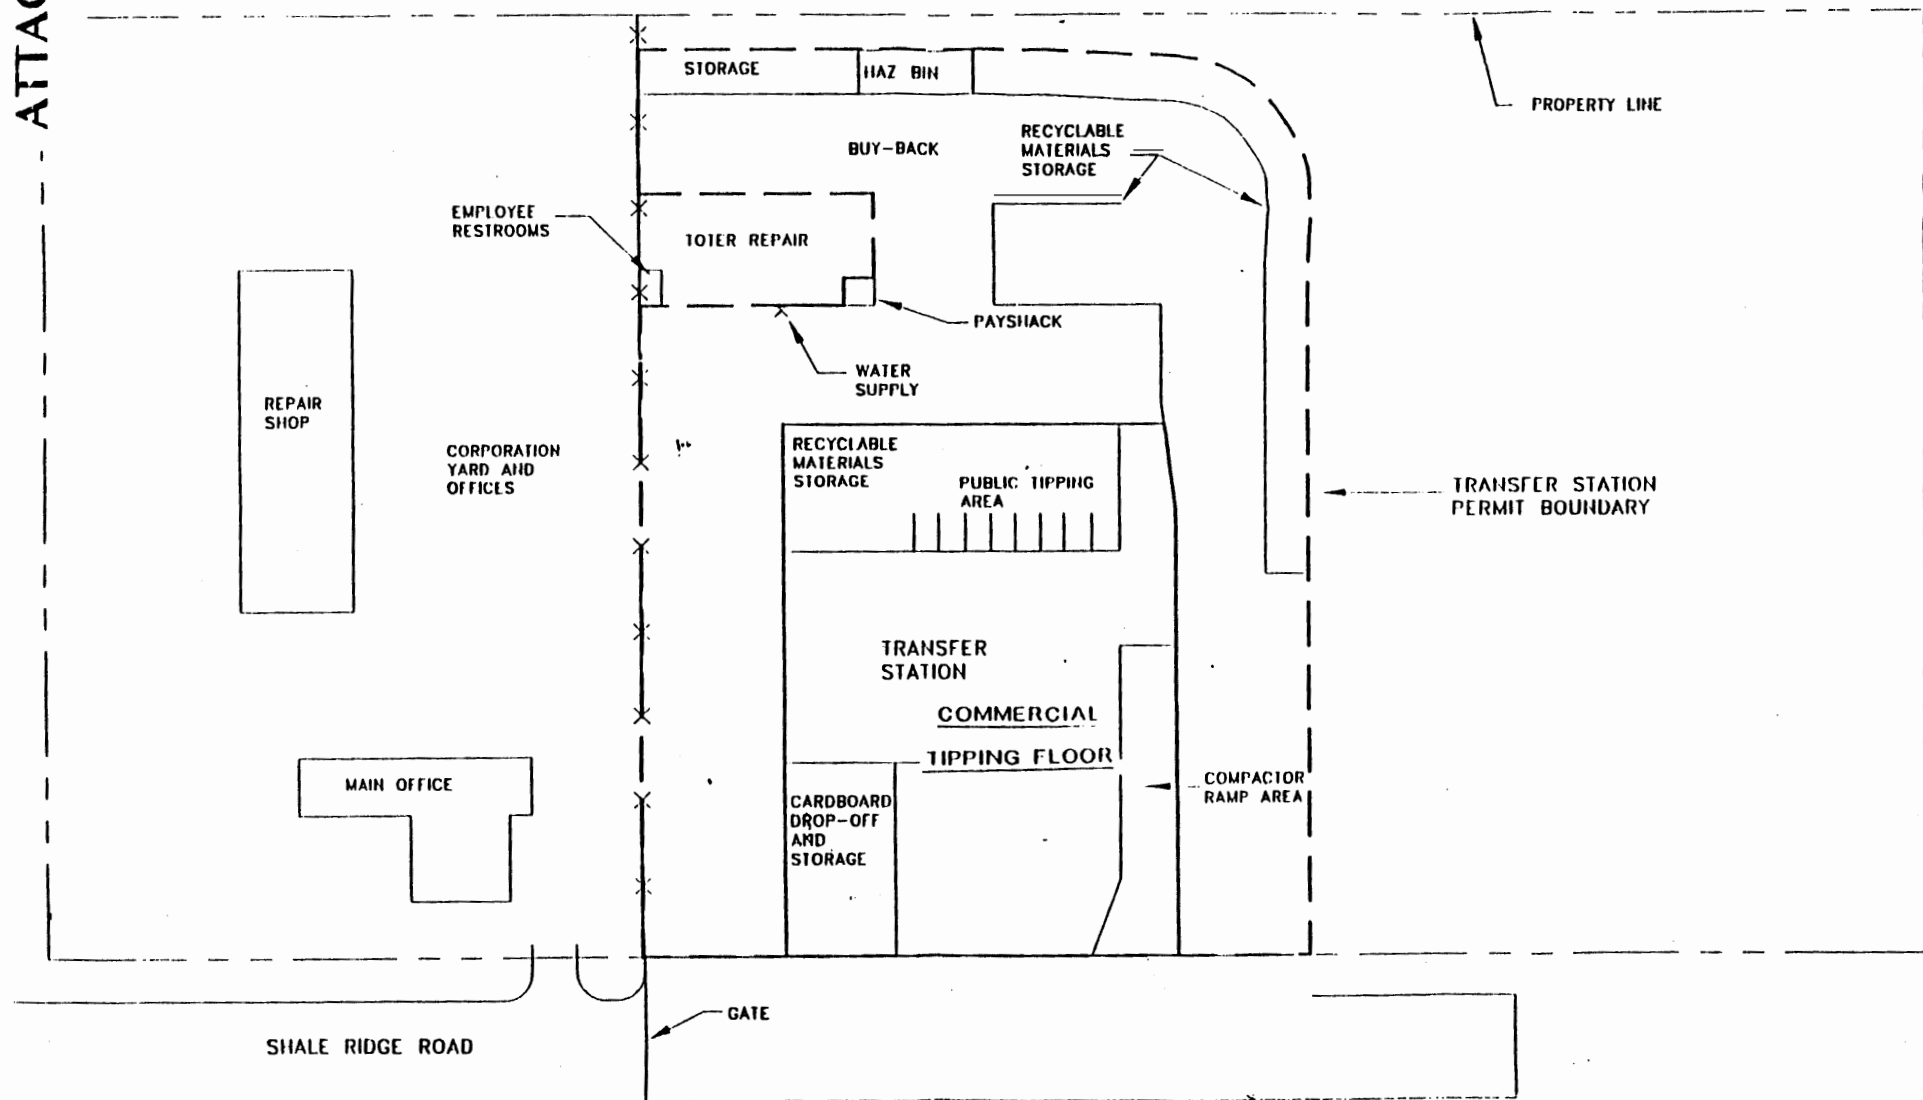 ATTAC
STORAGE
HAZ BIN
PROPERTY LINE
BUY-BACK
RECYCLABLE
MATERIALS
STORAGE
EMPLOYEE
RESTROOMS
TOTER REPAIR
PAYSHACK
WATER
SUPPLY
REPAIR
SHOP
CORPORATION
YARD AND
OFFICES
RECYCLABLE
MATERIALS
STORAGE
PUBLIC TIPPING
AREA
TRANSFER STATION
PERMIT BOUNDARY
TRANSFER
STATION
COMMERCIAL
TIPPING FLOOR
MAIN OFFICE
COMPACTOR
RAMP AREA
CARDBOARD
DROP-OFF
AND
STORAGE
GATE
SHALE RIDGE ROAD